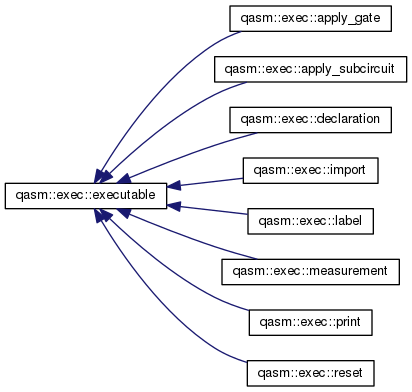 qasm::exec::apply_gate
qasm::exec::apply_subcircuit
qasm::exec::declaration
qasm::exec::import
qasm::exec::executable
qasm::exec::label
qasm::exec::measurement
qasm::exec::print
qasm::exec::reset